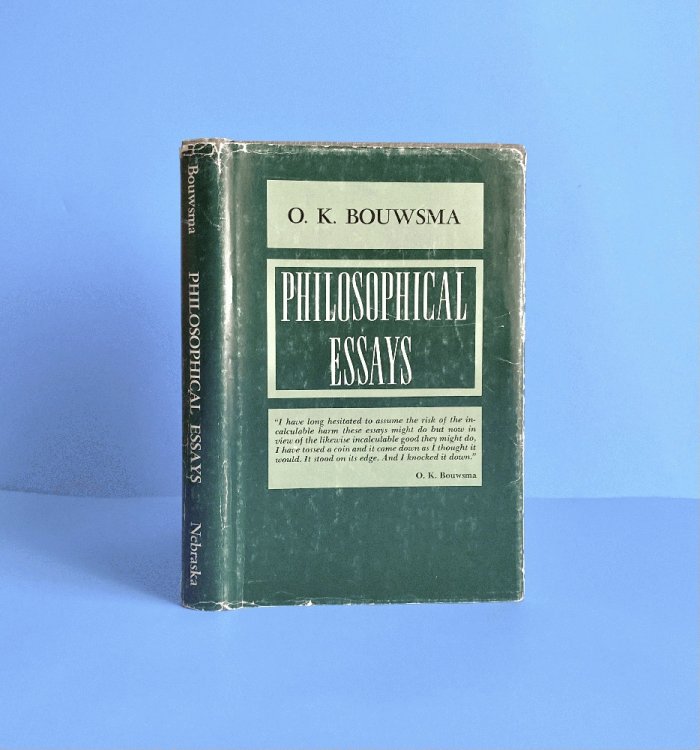 Bouwsma
PHILOSOPHICAL ESSAYS
Nebraska
O. K. BOUWSMA
PHILOSOPHICAL
ESSAYS
"I have long hesitated to assume the risk of the in-
calculable harm these essays might do but now in
view of the likewise incalculable good they might do,
I have tossed a coin and it came down as I thought it
would. It stood on its edge. And I knocked it down."
O. K. Bouwsma